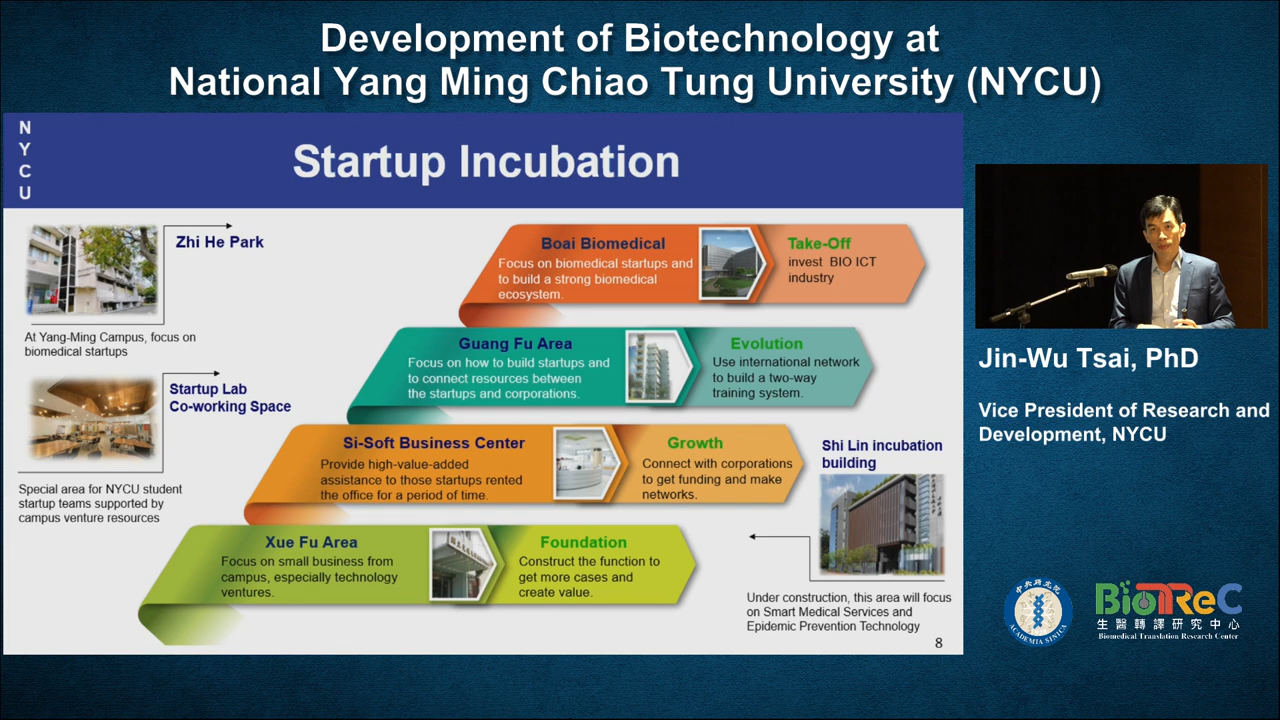 Development of Biotechnology at
National Yang Ming Chiao Tung University (NYCU)
N
Y
C
U
Startup Incubation
Zhi He Park
At Yang-Ming Campus, focus on
biomedical startups
Startup Lab
Co-working Space
Special area for NYCU student
startup teams supported by
campus venture resources
Boai Biomedical
Focus on biomedical startups and
to build a strong biomedical
ecosystem.
Take-Off
invest BIO ICT
industry
Guang Fu Area
Focus on how to build startups and
to connect resources between
the startups and corporations.
Evolution
Use international network
to build a two-way
training system.
Si-Soft Business Center
Provide high-value-added
assistance to those startups rented
the office for a period of time.
Growth
Connect with corporations
to get funding and make
networks.
Xue Fu Area
Focus on small business from
campus, especially technology
ventures.
Foundation
Construct the function to
get more cases and
create value.
Shi Lin incubation
building
Under construction, this area will focus
on Smart Medical Services and
Epidemic Prevention Technology
8
Jin-Wu Tsai, PhD
Vice President of Research and
Development, NYCU
中央研究院
ACADEMIA SINICA
BioTReC
生醫轉譯研究中心
Biomedical Translation Research Center